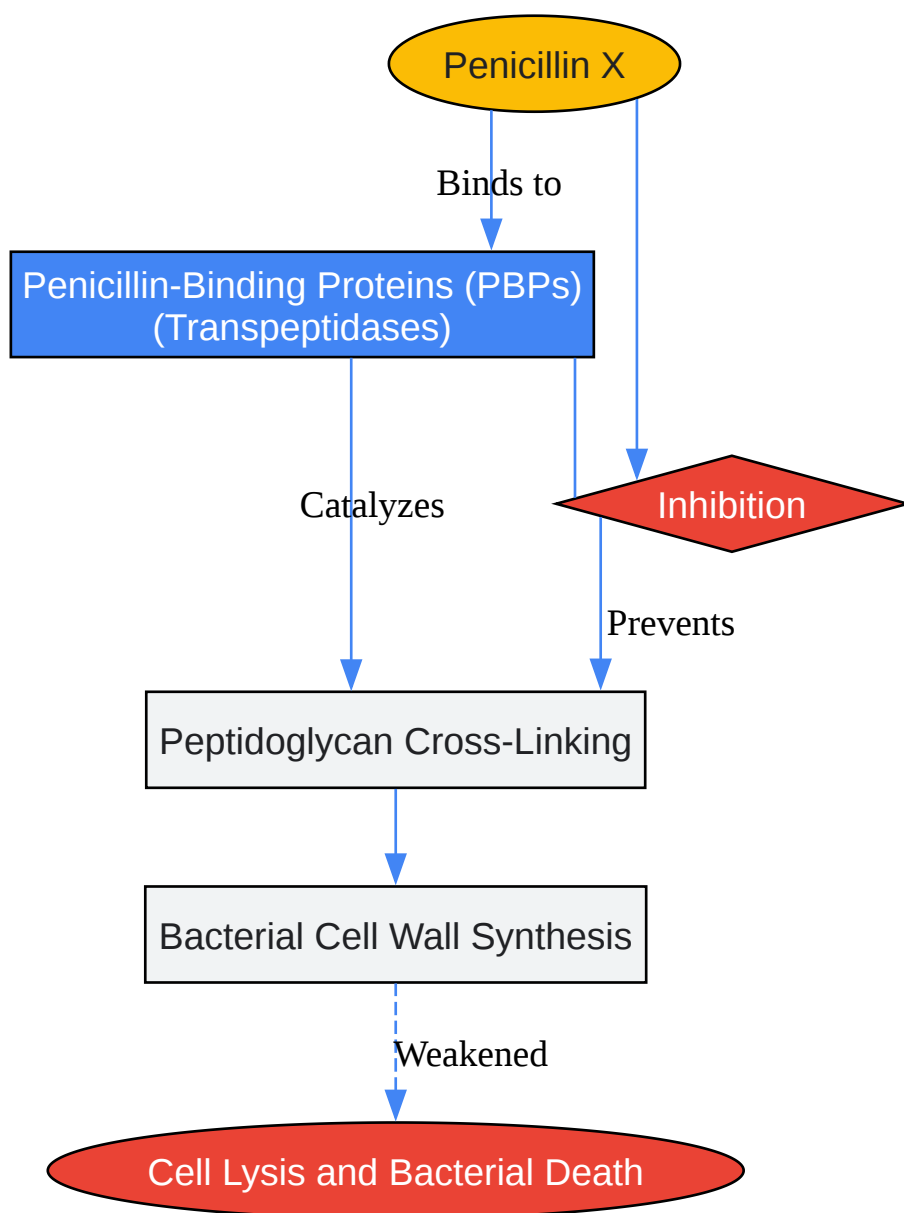 Penicillin X
Binds to
Penicillin-Binding Proteins (PBPs)
(Transpeptidases)
Catalyzes
Inhibition
Prevents
Peptidoglycan Cross-Linking
Bacterial Cell Wall Synthesis
Weakened
Cell Lysis and Bacterial Death